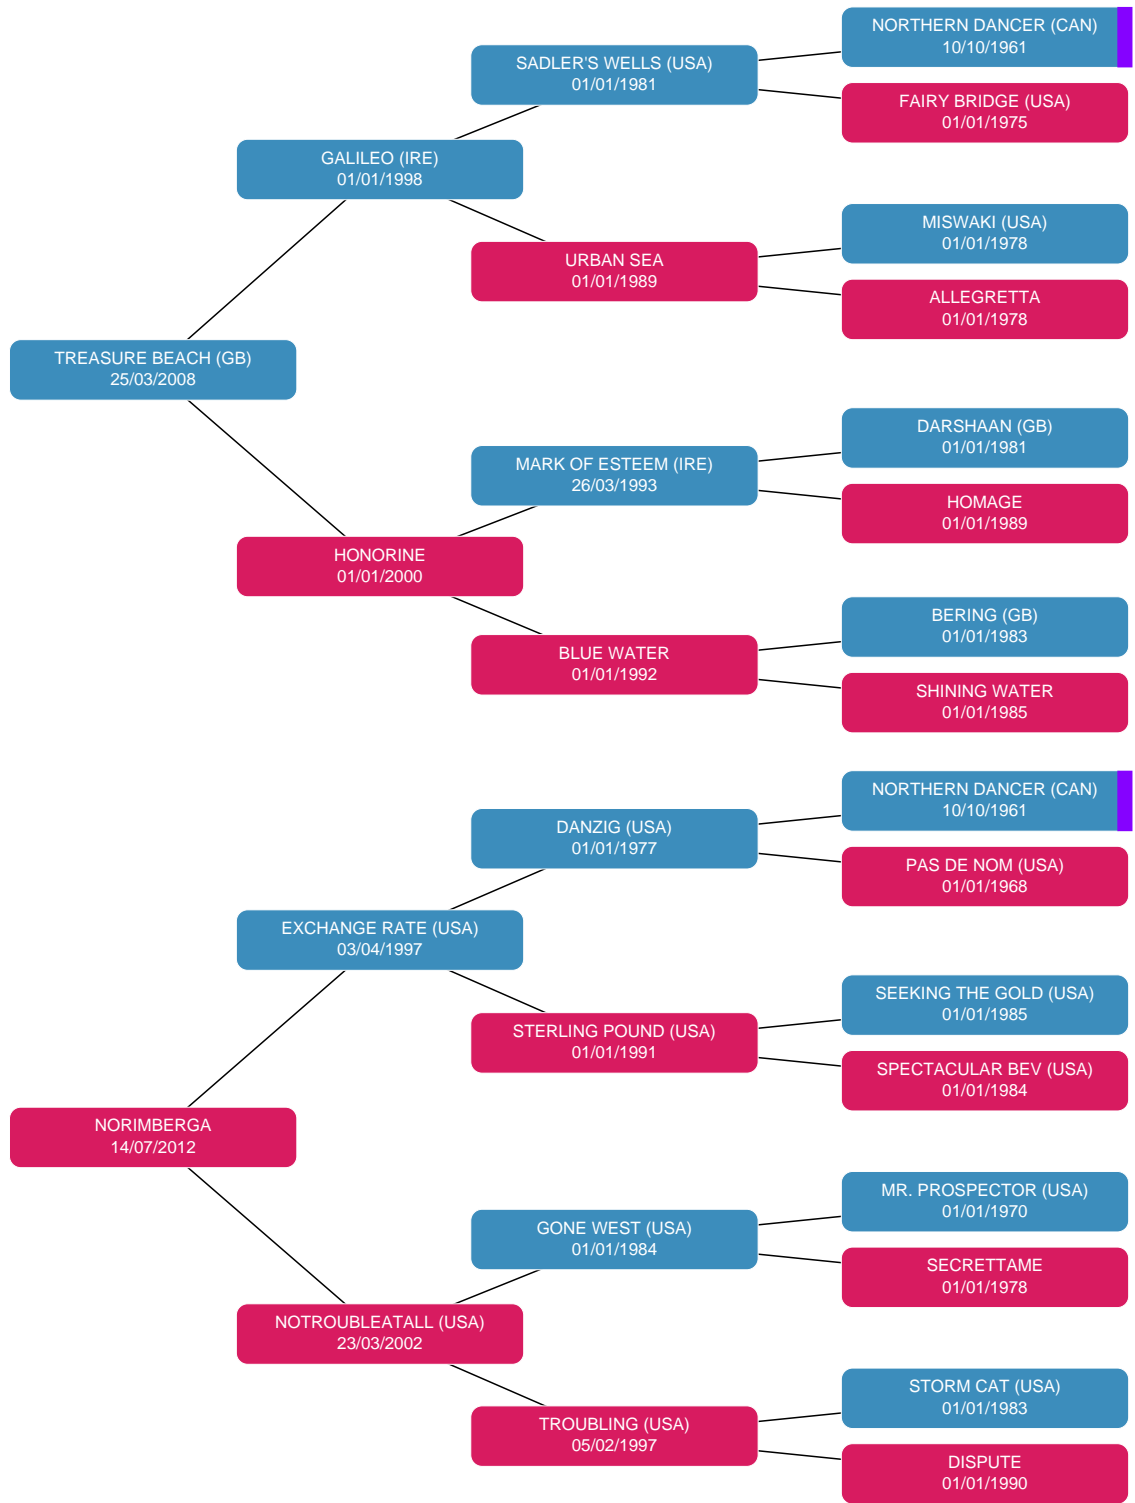 NORTHERN DANCER (CAN)
10/10/1961
SADLER'S WELLS (USA)
01/01/1981
FAIRY BRIDGE (USA)
01/01/1975
GALILEO (IRE)
01/01/1998
MISWAKI (USA)
01/01/1978
URBAN SEA
01/01/1989
ALLEGRETTA
01/01/1978
TREASURE BEACH (GB)
25/03/2008
DARSHAAN (GB)
01/01/1981
MARK OF ESTEEM (IRE)
26/03/1993
HOMAGE
01/01/1989
HONORINE
01/01/2000
BERING (GB)
01/01/1983
BLUE WATER
01/01/1992
SHINING WATER
01/01/1985
NORTHERN DANCER (CAN)
10/10/1961
DANZIG (USA)
01/01/1977
PAS DE NOM (USA)
01/01/1968
EXCHANGE RATE (USA)
03/04/1997
SEEKING THE GOLD (USA)
01/01/1985
STERLING POUND (USA)
01/01/1991
SPECTACULAR BEV (USA)
01/01/1984
NORIMBERGA
14/07/2012
MR. PROSPECTOR (USA)
01/01/1970
GONE WEST (USA)
01/01/1984
SECRETTAME
01/01/1978
NOTROUBLEATALL (USA)
23/03/2002
STORM CAT (USA)
01/01/1983
TROUBLING (USA)
05/02/1997
DISPUTE
01/01/1990